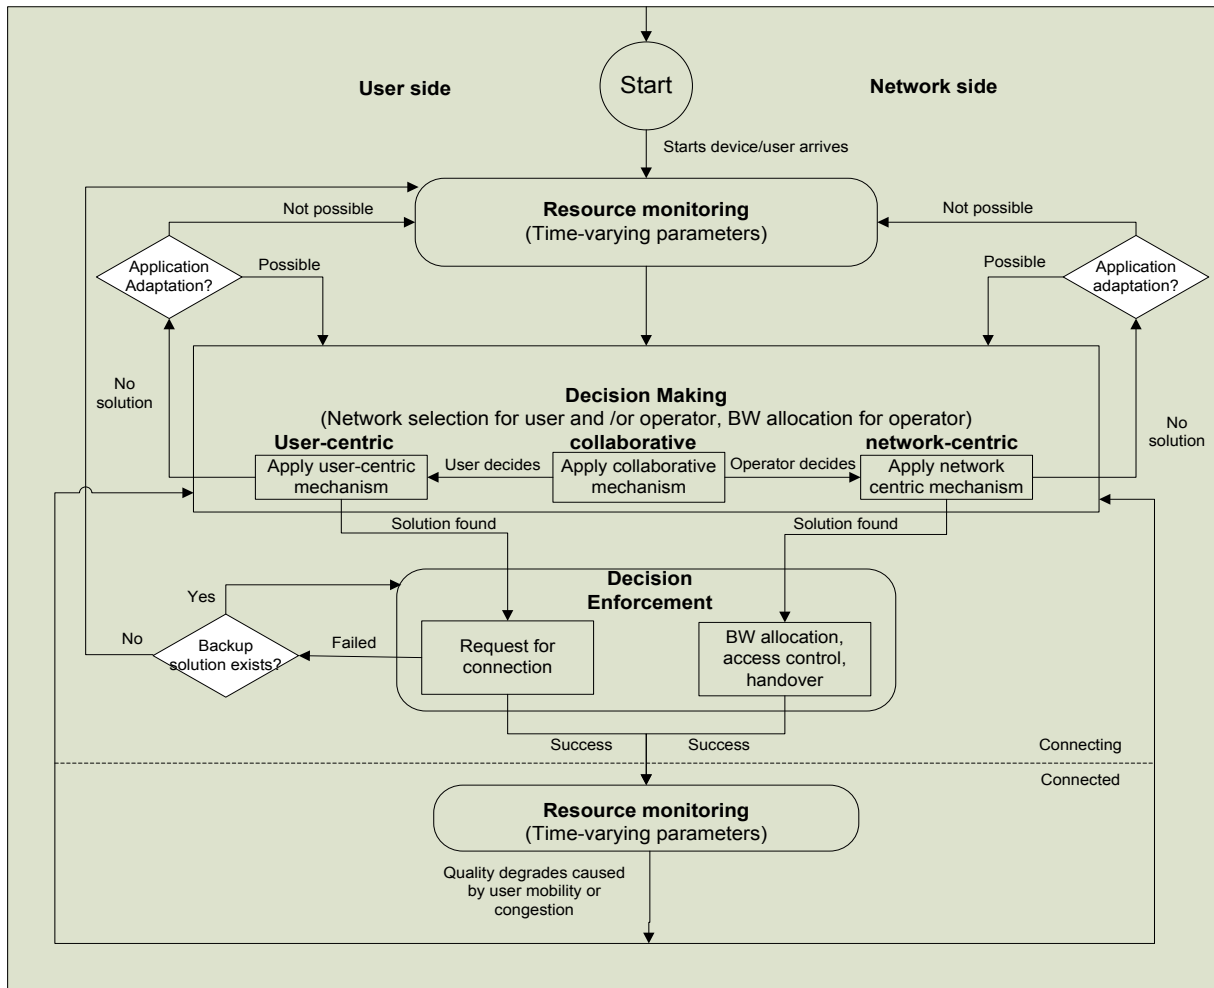 User side
Start
Network side
Starts device/user arrives
Resource monitoring
(Time-varying parameters)
Not possible
Not possible
Application
Adaptation?
Possible
Possible
Application
adaptation?
No
solution
No
solution
Decision Making
(Network selection for user and /or operator, BW allocation for operator)
User-centric
collaborative
network-centric
Apply user-centric
mechanism
User decides
Apply collaborative
mechanism
Operator decides
Apply network
centric mechanism
Solution found
Solution found
Decision
Enforcement
Yes
No
Backup
solution exists?
Failed
Request for
connection
BW allocation,
access control,
handover
Success
Success
Connecting
Connected
Resource monitoring
(Time-varying parameters)
Quality degrades caused
by user mobility or
congestion